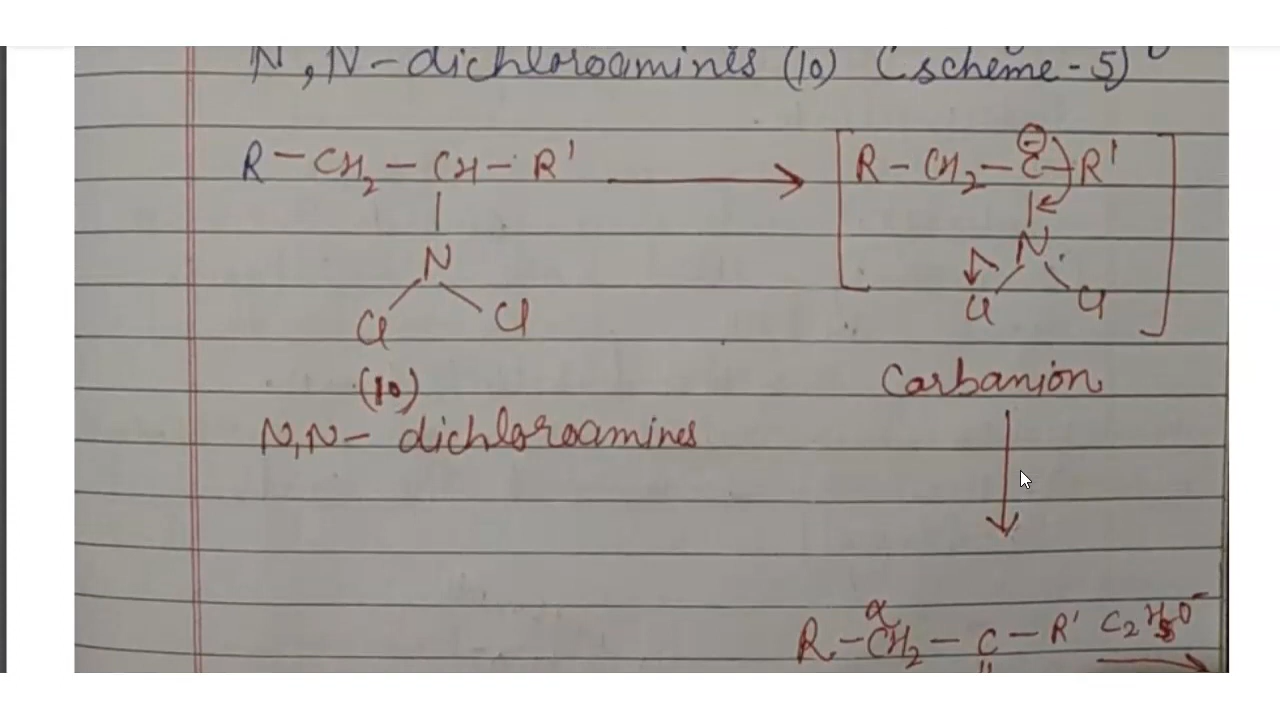 N,N-dichloroamines (10) (scheme-5)
R-CH2-CH-R' → [R-CH2-C-R'
⊖
N N
Cl Cl Cl Cl]
(10) Carbanion
N,N- dichloroamines
α
R-CH2-C-R' C2H5O-